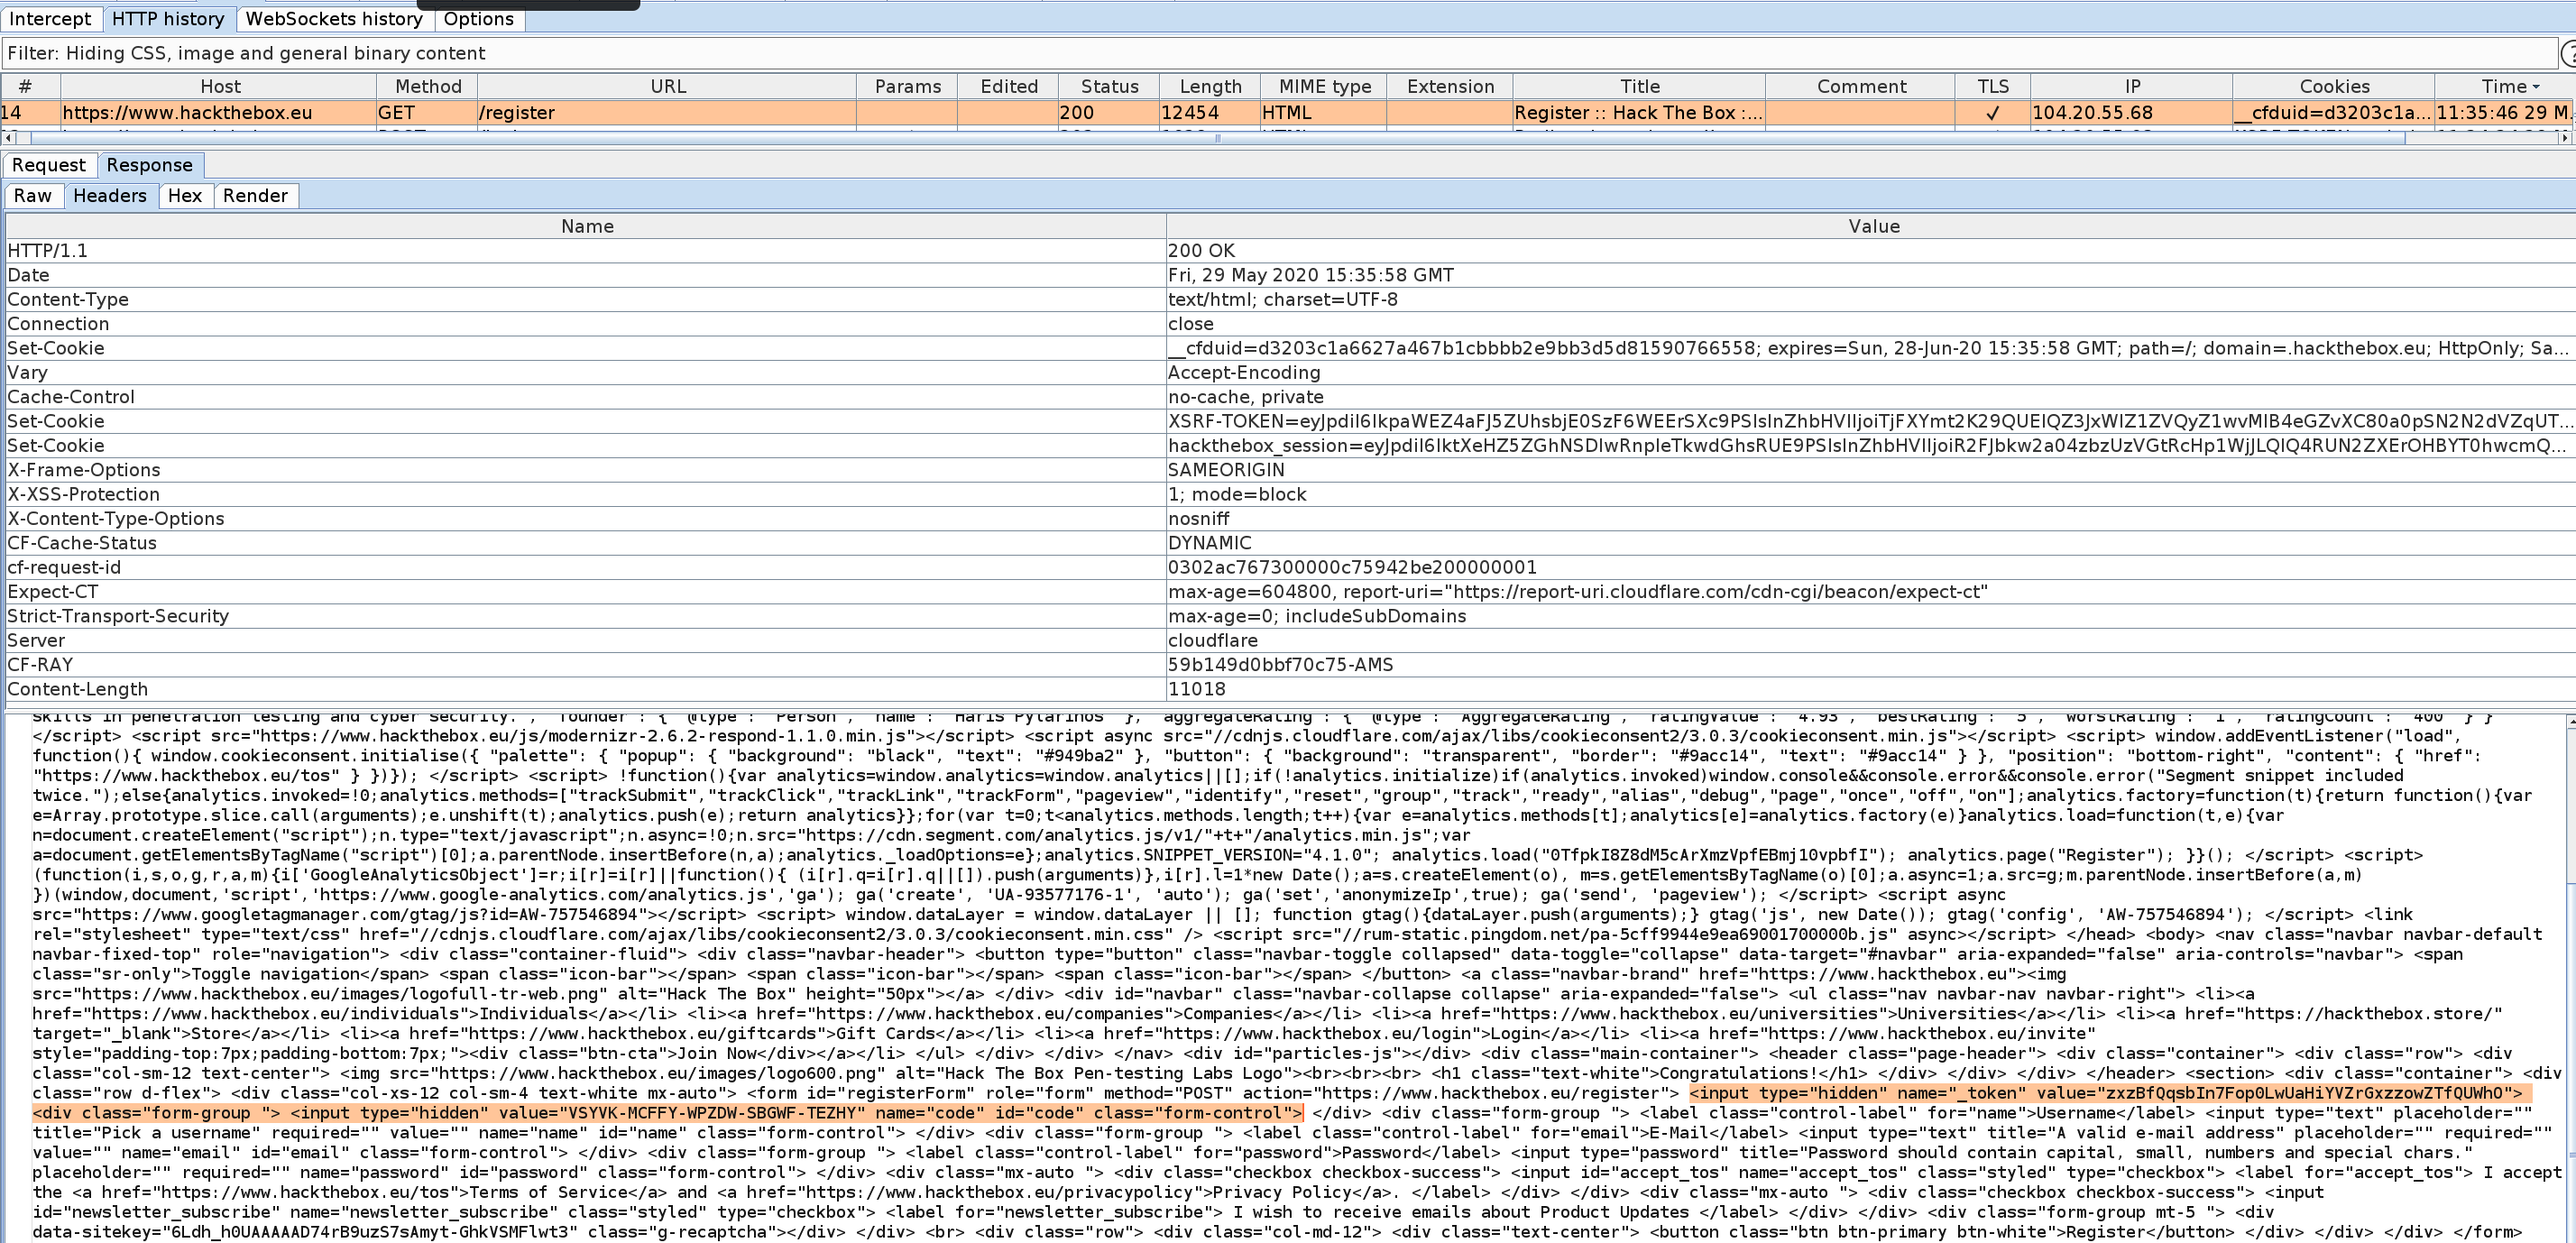 Intercept HTTP history WebSockets history Options
Filter: Hiding CSS, image and general binary content
# Host Method URL Params Edited Status Length MIME type Extension Title Comment TLS IP Cookies Time
14 https://www.hackthebox.eu GET /register 200 12454 HTML Register :: Hack The Box :... ✓ 104.20.55.68 __cfduid=d3203c1a... 11:35:46 29 M...
Request Response
Raw Headers Hex Render
Name Value
HTTP/1.1 200 OK
Date Fri, 29 May 2020 15:35:58 GMT
Content-Type text/html; charset=UTF-8
Connection close
Set-Cookie __cfduid=d3203c1a6627a467b1cbbbb2e9bb3d5d81590766558; expires=Sun, 28-Jun-20 15:35:58 GMT; path=/; domain=.hackthebox.eu; HttpOnly; Sa...
Vary Accept-Encoding
Cache-Control no-cache, private
Set-Cookie
Set-Cookie
X-Frame-Options SAMEORIGIN
X-XSS-Protection 1; mode=block
X-Content-Type-Options nosniff
CF-Cache-Status DYNAMIC
cf-request-id 0302ac767300000c75942be200000001
Expect-CT max-age=604800, report-uri="https://report-uri.cloudflare.com/cdn-cgi/beacon/expect-ct"
Strict-Transport-Security max-age=0; includeSubDomains
Server cloudflare
CF-RAY 59b149d0bbf70c75-AMS
Content-Length 11018
skills in penetration testing and cyber security.", "founder": { "@type": "Person", "name": "Haris Pylarinos" }, "aggregateRating": { "@type": "AggregateRating", "ratingValue": "4.93", "bestRating": "5", "worstRating": "1", "ratingCount": "400" } }
</script> <script src="https://www.hackthebox.eu/js/modernizr-2.6.2-respond-1.1.0.min.js"></script> <script async src="//cdnjs.cloudflare.com/ajax/libs/cookieconsent2/3.0.3/cookieconsent.min.js"></script> <script> window.addEventListener("load",
function(){ window.cookieconsent.initialise({ "palette": { "popup": { "background": "black", "text": "#949ba2" }, "button": { "background": "transparent", "border": "#9acc14", "text": "#9acc14" } }, "position": "bottom-right", "content": { "href":
"https://www.hackthebox.eu/tos" } })}); </script> <script> !function(){var analytics=window.analytics=window.analytics||[];if(!analytics.initialize)if(analytics.invoked)window.console&&console.error&&console.error("Segment snippet included
twice.");else{analytics.invoked=!0;analytics.methods=["trackSubmit","trackClick","trackLink","trackForm","pageview","identify","reset","group","track","ready","alias","debug","page","once","off","on"];analytics.factory=function(t){return function(){var
e=Array.prototype.slice.call(arguments);e.unshift(t);analytics.push(e);return analytics}};for(var t=0;t<analytics.methods.length;t++){var e=analytics.methods[t];analytics[e]=analytics.factory(e)}analytics.load=function(t,e){var
n=document.createElement("script");n.type="text/javascript";n.async=!0;n.src="https://cdn.segment.com/analytics.js/v1/"+t+"/analytics.min.js";var
a=document.getElementsByTagName("script")[0];a.parentNode.insertBefore(n,a);analytics._loadOptions=e};analytics.SNIPPET_VERSION="4.1.0"; analytics.load("0TfpkI8Z8dM5cArXmzVpfEBmj10vpbfI"); analytics.page("Register"); }}(); </script> <script>
(function(i,s,o,g,r,a,m){i['GoogleAnalyticsObject']=r;i[r]=i[r]||function(){ (i[r].q=i[r].q||[]).push(arguments)},i[r].l=1*new Date();a=s.createElement(o), m=s.getElementsByTagName(o)[0];a.async=1;a.src=g;m.parentNode.insertBefore(a,m)
})(window,document,'script','https://www.google-analytics.com/analytics.js','ga'); ga('create', 'UA-93577176-1', 'auto'); ga('set','anonymizeIp',true); ga('send', 'pageview'); </script> <script async
src="https://www.googletagmanager.com/gtag/js?id=AW-757546894"></script> <script> window.dataLayer = window.dataLayer || []; function gtag(){dataLayer.push(arguments);} gtag('js', new Date()); gtag('config', 'AW-757546894'); </script> <link
rel="stylesheet" type="text/css" href="//cdnjs.cloudflare.com/ajax/libs/cookieconsent2/3.0.3/cookieconsent.min.css" /> <script src="//rum-static.pingdom.net/pa-5cff9944e9ea69001700000b.js" async></script> </head> <body> <nav class="navbar navbar-default
navbar-fixed-top" role="navigation"> <div class="container-fluid"> <div class="navbar-header"> <button type="button" class="navbar-toggle collapsed" data-toggle="collapse" data-target="#navbar" aria-expanded="false" aria-controls="navbar"> <span
class="sr-only">Toggle navigation</span> <span class="icon-bar"></span> <span class="icon-bar"></span> <span class="icon-bar"></span> </button> <a class="navbar-brand" href="https://www.hackthebox.eu"><img
src="https://www.hackthebox.eu/images/logofull-tr-web.png" alt="Hack The Box" height="50px"></a> </div> <div id="navbar" class="navbar-collapse collapse" aria-expanded="false"> <ul class="nav navbar-nav navbar-right"> <li><a
href="https://www.hackthebox.eu/individuals">Individuals</a></li> <li><a href="https://www.hackthebox.eu/companies">Companies</a></li> <li><a href="https://www.hackthebox.eu/universities">Universities</a></li> <li><a href="https://hackthebox.store/"
target="_blank">Store</a></li> <li><a href="https://www.hackthebox.eu/giftcards">Gift Cards</a></li> <li><a href="https://www.hackthebox.eu/login">Login</a></li> <li><a href="https://www.hackthebox.eu/invite"
style="padding-top:7px;padding-bottom:7px;"><div class="btn-cta">Join Now</div></a></li> </ul> </div> </div> </nav> <div id="particles-js"></div> <div class="main-container"> <header class="page-header"> <div class="container"> <div class="row"> <div
class="col-sm-12 text-center"> <img src="https://www.hackthebox.eu/images/logo600.png" alt="Hack The Box Pen-testing Labs Logo"><br><br><br> <h1 class="text-white">Congratulations!</h1> </div> </div> </div> </header> <section> <div class="container"> <div
class="row d-flex"> <div class="col-xs-12 col-sm-4 text-white mx-auto"> <form id="registerForm" role="form" method="POST" action="https://www.hackthebox.eu/register"> <input type="hidden" name="_token" value="zxzBfQqsbIn7Fop0LwUaHiYVZrGxzzowZTfQUWhO">
<div class="form-group "> <input type="hidden" value="VSYVK-MCFFY-WPZDW-SBGWF-TEZHY" name="code" id="code" class="form-control"> </div> <div class="form-group "> <label class="control-label" for="name">Username</label> <input type="text" placeholder=""
title="Pick a username" required="" value="" name="name" id="name" class="form-control"> </div> <div class="form-group "> <label class="control-label" for="email">E-Mail</label> <input type="text" title="A valid e-mail address" placeholder="" required=""
value="" name="email" id="email" class="form-control"> </div> <div class="form-group "> <label class="control-label" for="password">Password</label> <input type="password" title="Password should contain capital, small, numbers and special chars."
placeholder="" required="" name="password" id="password" class="form-control"> </div> <div class="mx-auto "> <div class="checkbox checkbox-success"> <input id="accept_tos" name="accept_tos" class="styled" type="checkbox"> <label for="accept_tos"> I accept
the <a href="https://www.hackthebox.eu/tos">Terms of Service</a> and <a href="https://www.hackthebox.eu/privacypolicy">Privacy Policy</a>. </label> </div> </div> <div class="mx-auto "> <div class="checkbox checkbox-success"> <input
id="newsletter_subscribe" name="newsletter_subscribe" class="styled" type="checkbox"> <label for="newsletter_subscribe"> I wish to receive emails about Product Updates </label> </div> </div> <div class="form-group mt-5 "> <div
data-sitekey="6Ldh_h0UAAAAAD74rB9uzS7sAmyt-GhkVSMFlwt3" class="g-recaptcha"></div> </div> <br> <div class="row"> <div class="col-md-12"> <div class="text-center"> <button class="btn btn-primary btn-white">Register</button> </div> </div> </div> </form>